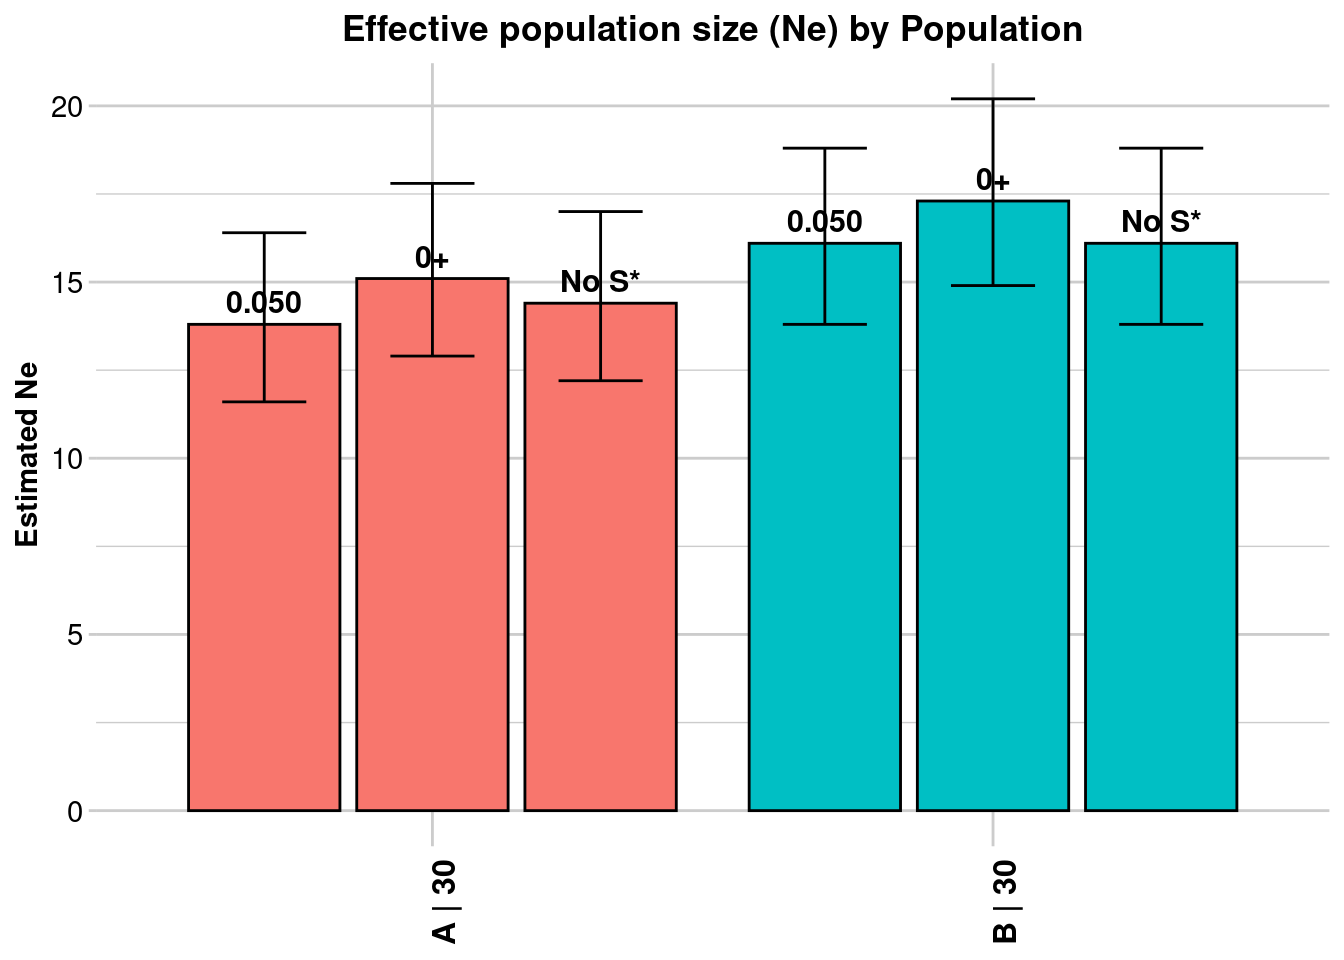 Effective population size (Ne) by Population
Estimated Ne
20
15
10
5
0
0.050
0+
No S*
0.050
0+
No S*
A | 30
B | 30